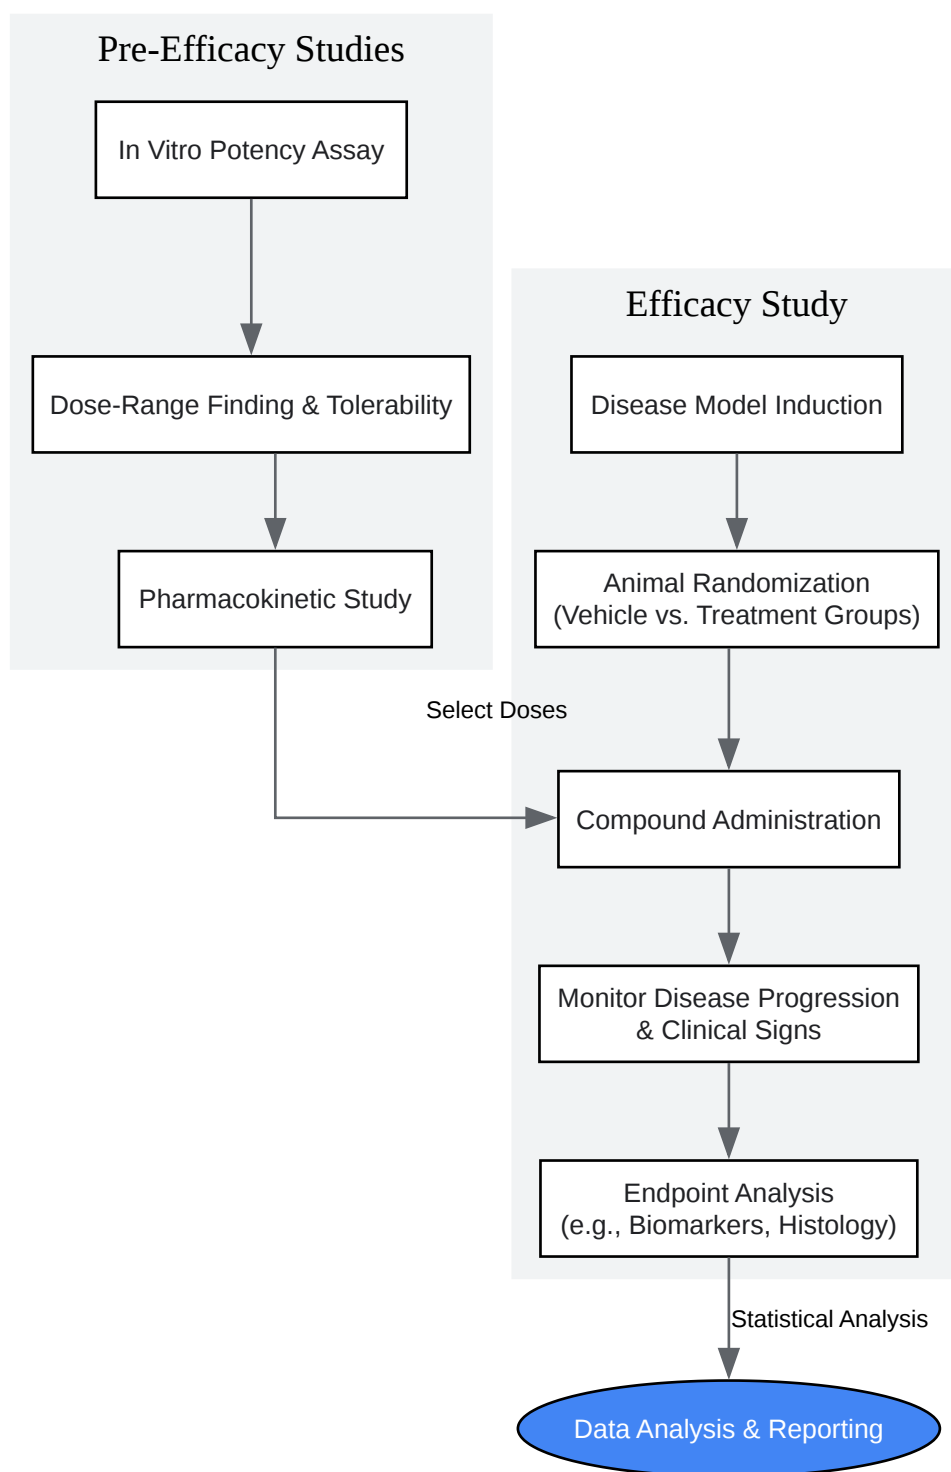 Pre-Efficacy Studies
In Vitro Potency Assay
Dose-Range Finding & Tolerability
Pharmacokinetic Study
Efficacy Study
Disease Model Induction
Animal Randomization
(Vehicle vs. Treatment Groups)
Select Doses
Compound Administration
Monitor Disease Progression
& Clinical Signs
Endpoint Analysis
(e.g., Biomarkers, Histology)
Statistical Analysis
Data Analysis & Reporting